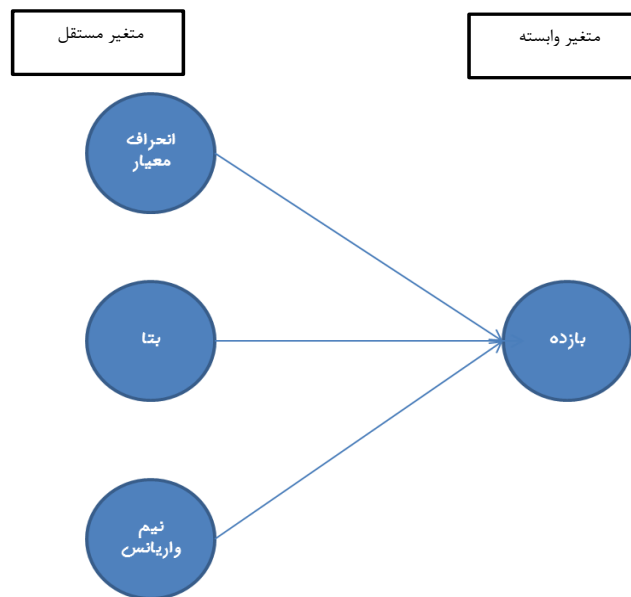 متغیر وابسته
متغیر مستقل
انحراف
معیار
بتا
بازده
نیم
واریانس